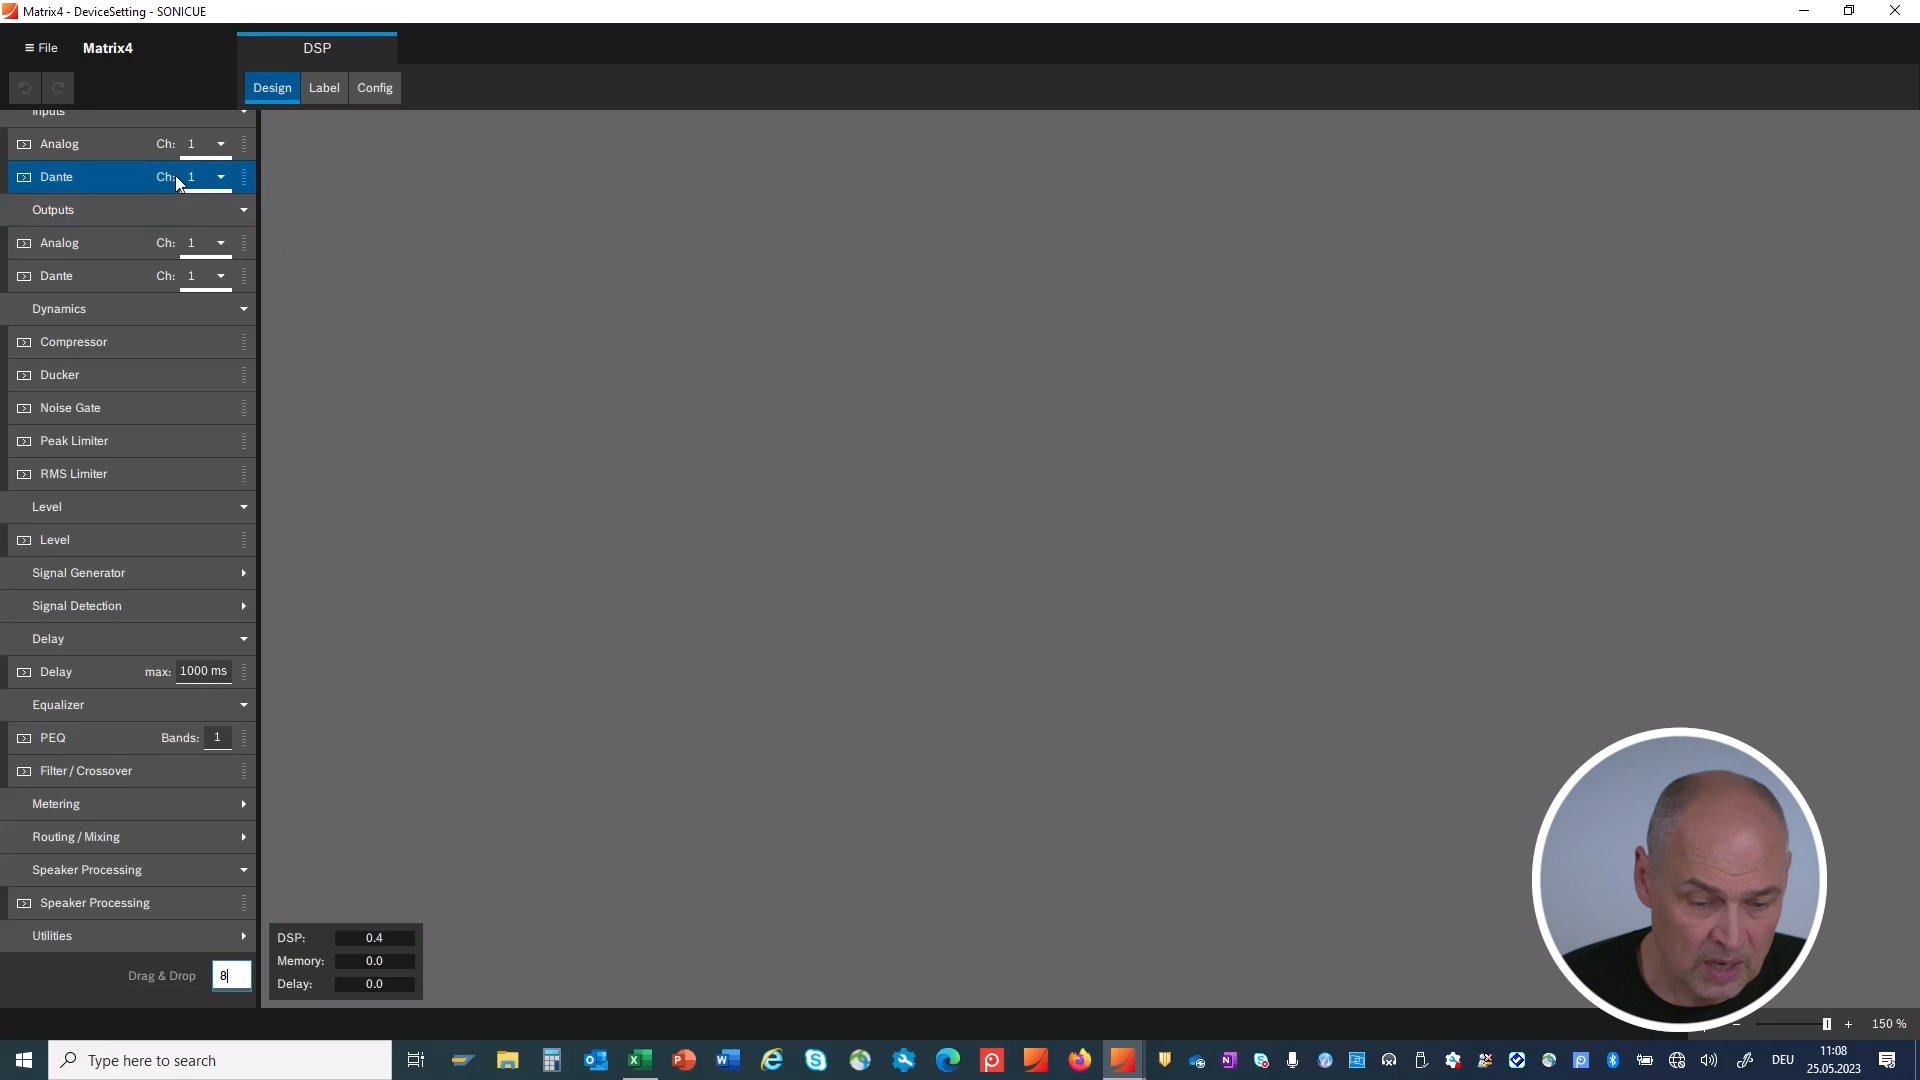 Matrix4 - DeviceSetting - SONICUE
≡ File
Matrix4
DSP
Design
Label
Config
Inputs
Analog Ch: 1
Dante Ch: 1
Outputs
Analog Ch: 1
Dante Ch: 1
Dynamics
Compressor
Ducker
Noise Gate
Peak Limiter
RMS Limiter
Level
Level
Signal Generator
Signal Detection
Delay
Delay max: 1000 ms
Equalizer
PEQ Bands: 1
Filter / Crossover
Metering
Routing / Mixing
Speaker Processing
Speaker Processing
Utilities
Drag & Drop 8
DSP: 0.4
Memory: 0.0
Delay: 0.0
− + 150 %
Type here to search
DEU
11:08
25.05.2023